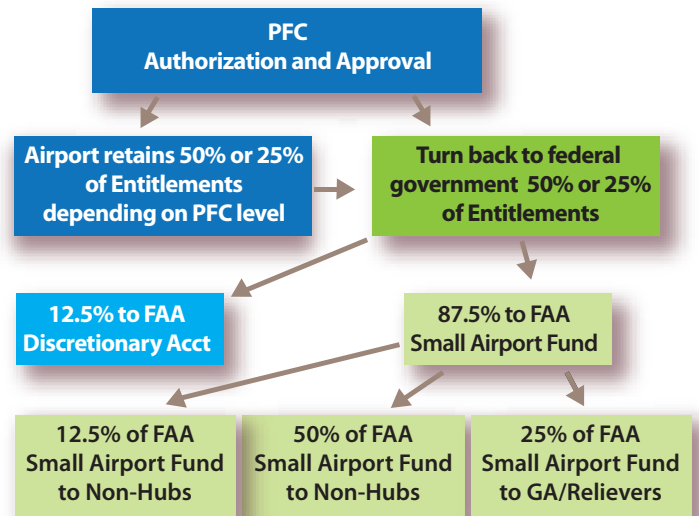 PFC
Authorization and Approval
Airport retains 50% or 25%
of Entitlements
depending on PFC level
Turn back to federal
government 50% or 25%
of Entitlements
12.5% to FAA
Discretionary Acct
87.5% to FAA
Small Airport Fund
12.5% of FAA
Small Airport Fund
to Non-Hubs
50% of FAA
Small Airport Fund
to Non-Hubs
25% of FAA
Small Airport Fund
to GA/Relievers